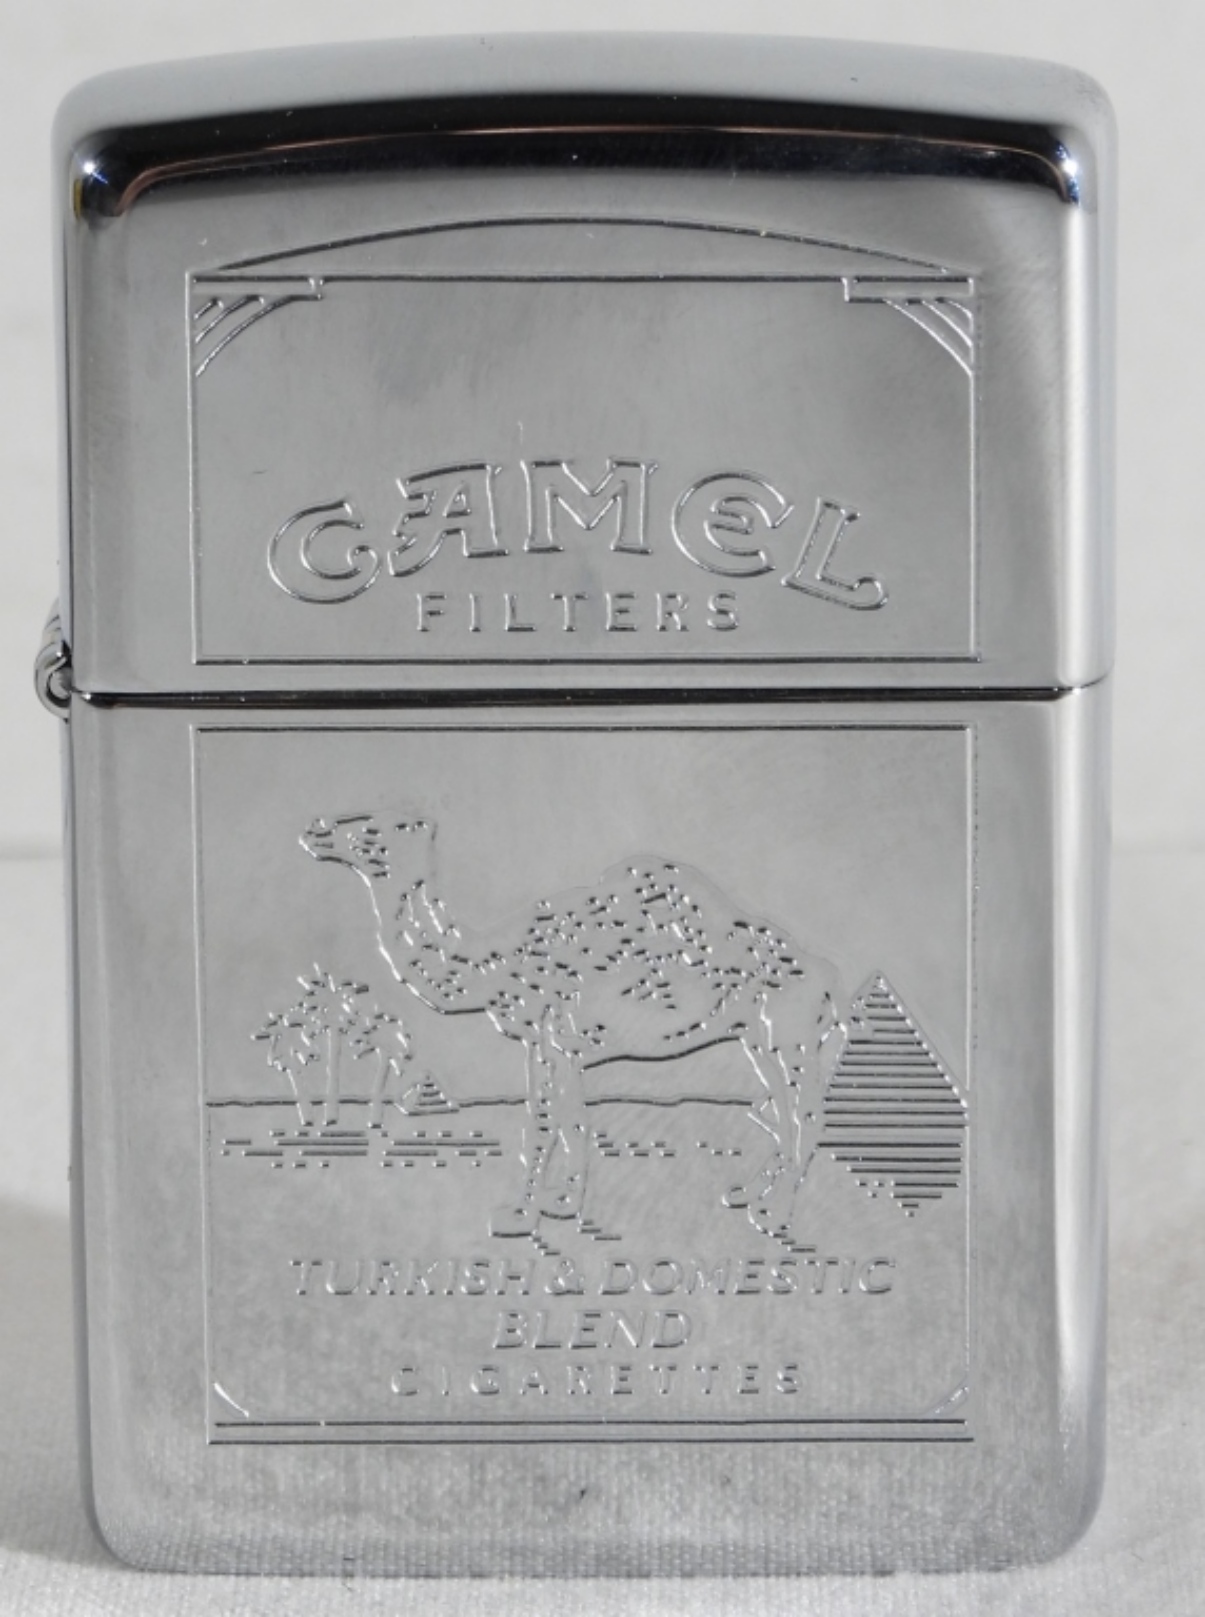 CAMEL
FILTERS
TURKISH & DOMESTIC
BLEND
CIGARETTES